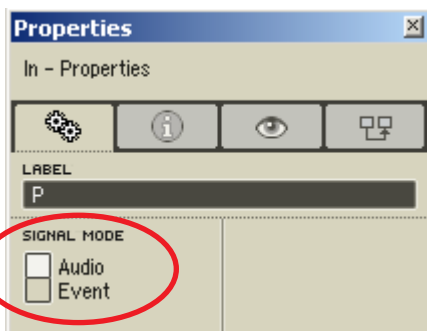 Properties
In - Properties
LABEL
P
SIGNAL MODE
Audio
Event